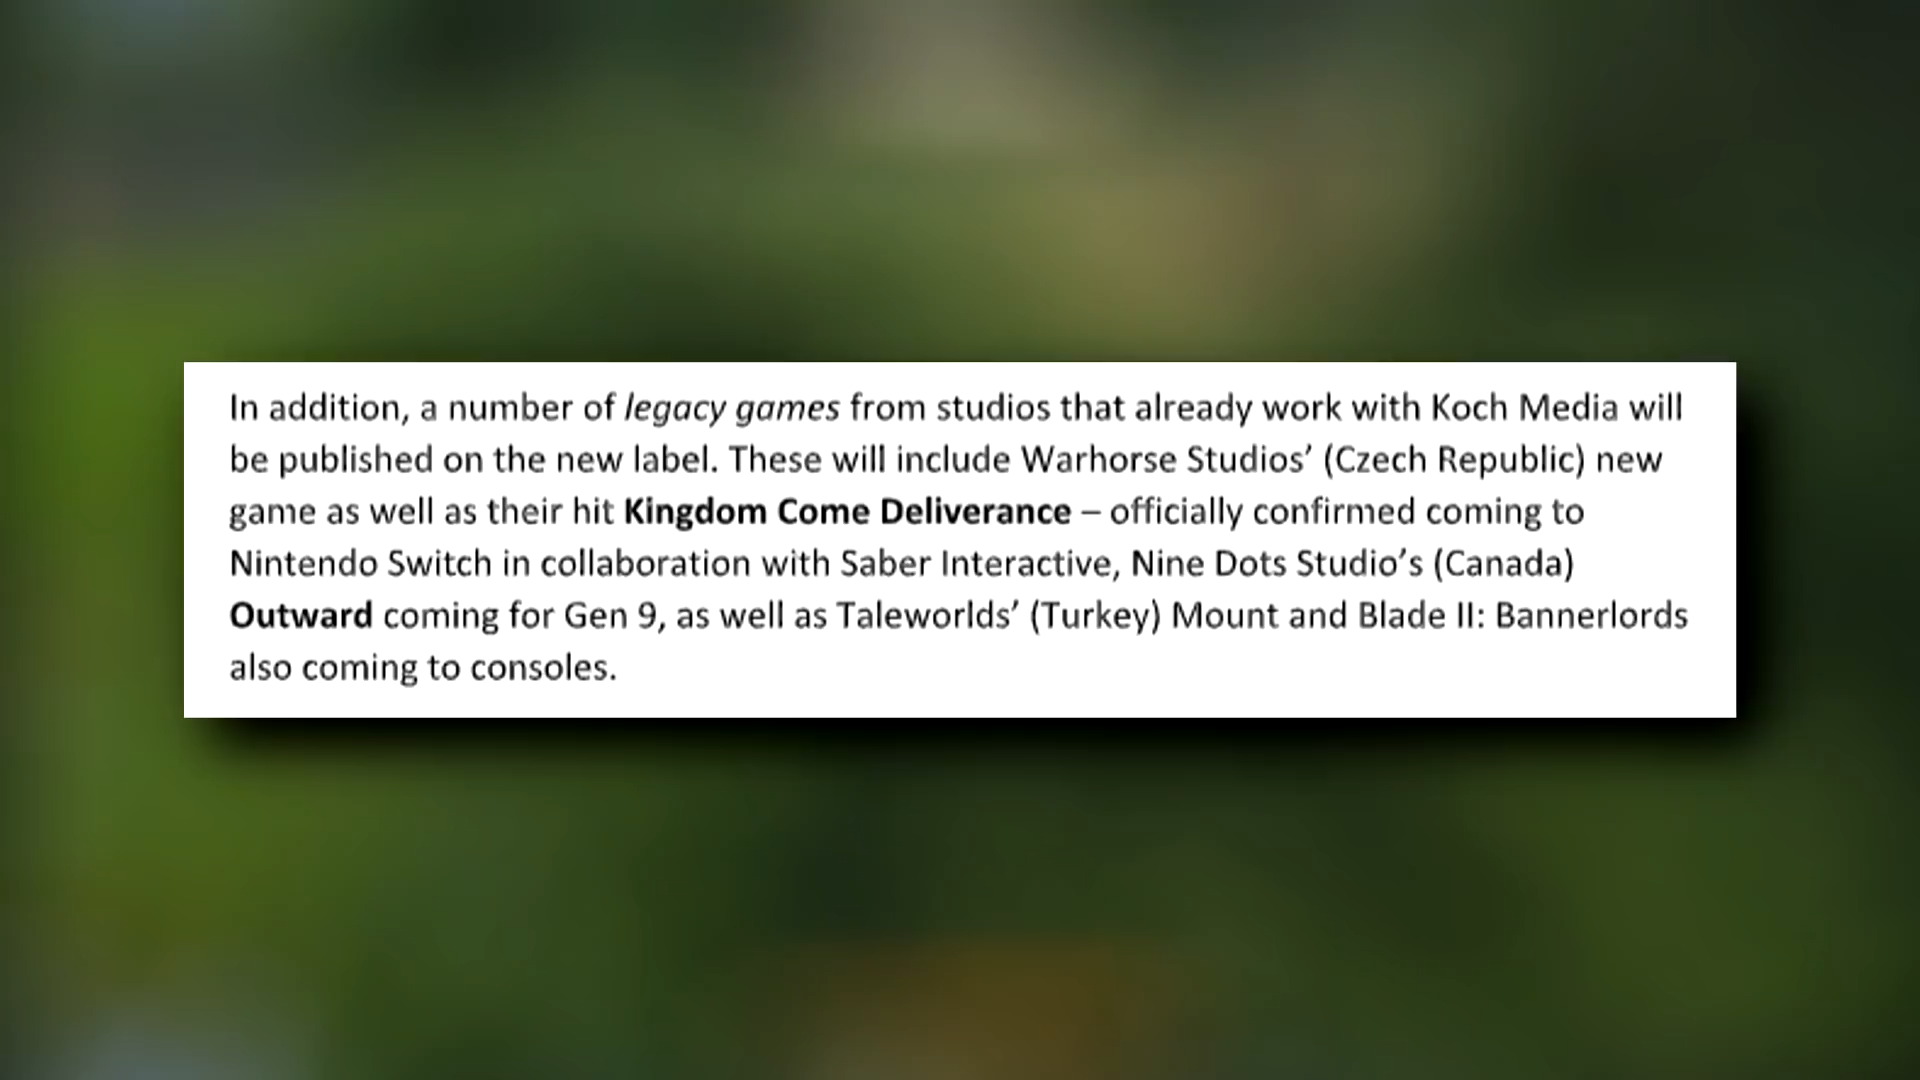 In addition, a number of legacy games from studios that already work with Koch Media will
be published on the new label. These will include Warhorse Studios’ (Czech Republic) new
game as well as their hit Kingdom Come Deliverance – officially confirmed coming to
Nintendo Switch in collaboration with Saber Interactive, Nine Dots Studio’s (Canada)
Outward coming for Gen 9, as well as Taleworlds’ (Turkey) Mount and Blade II: Bannerlords
also coming to consoles.